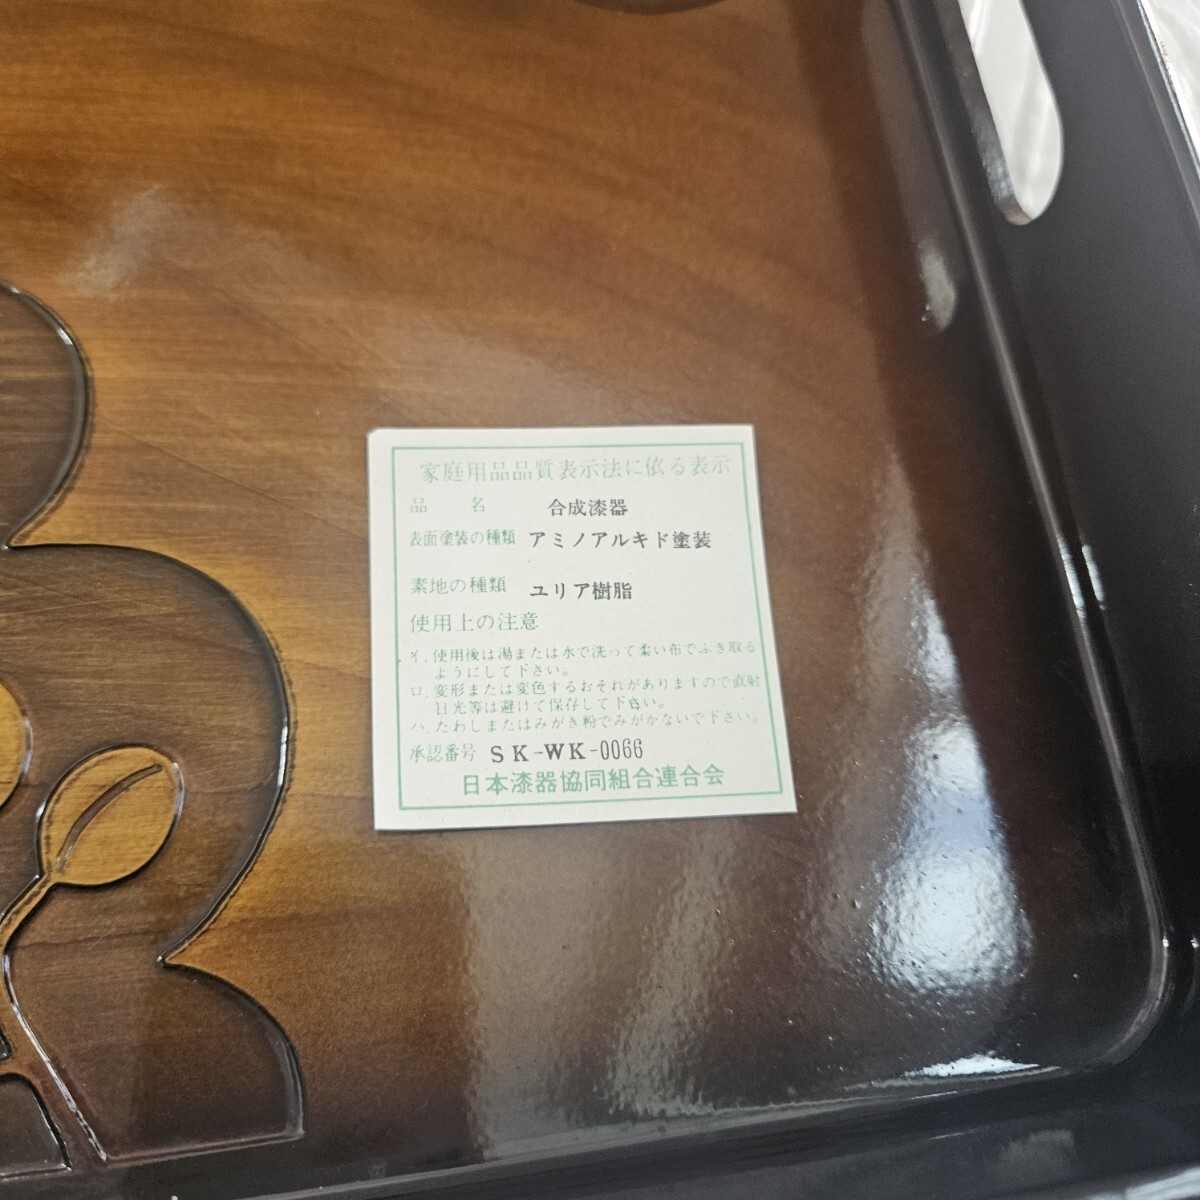 家庭用品品質表示法に依る表示
品名 合成漆器
表面塗装の種類 アミノアルキド塗装
素地の種類 ユリア樹脂
使用上の注意
イ.使用後は湯または水で洗って柔い布でふき取る
ようにして下さい。
ロ.変形または変色するおそれがありますので直射
日光等は避けて保存して下さい。
ハ.たわしまたはみがき粉でみがかないで下さい。
承認番号 SK-WK-0066
日本漆器協同組合連合会